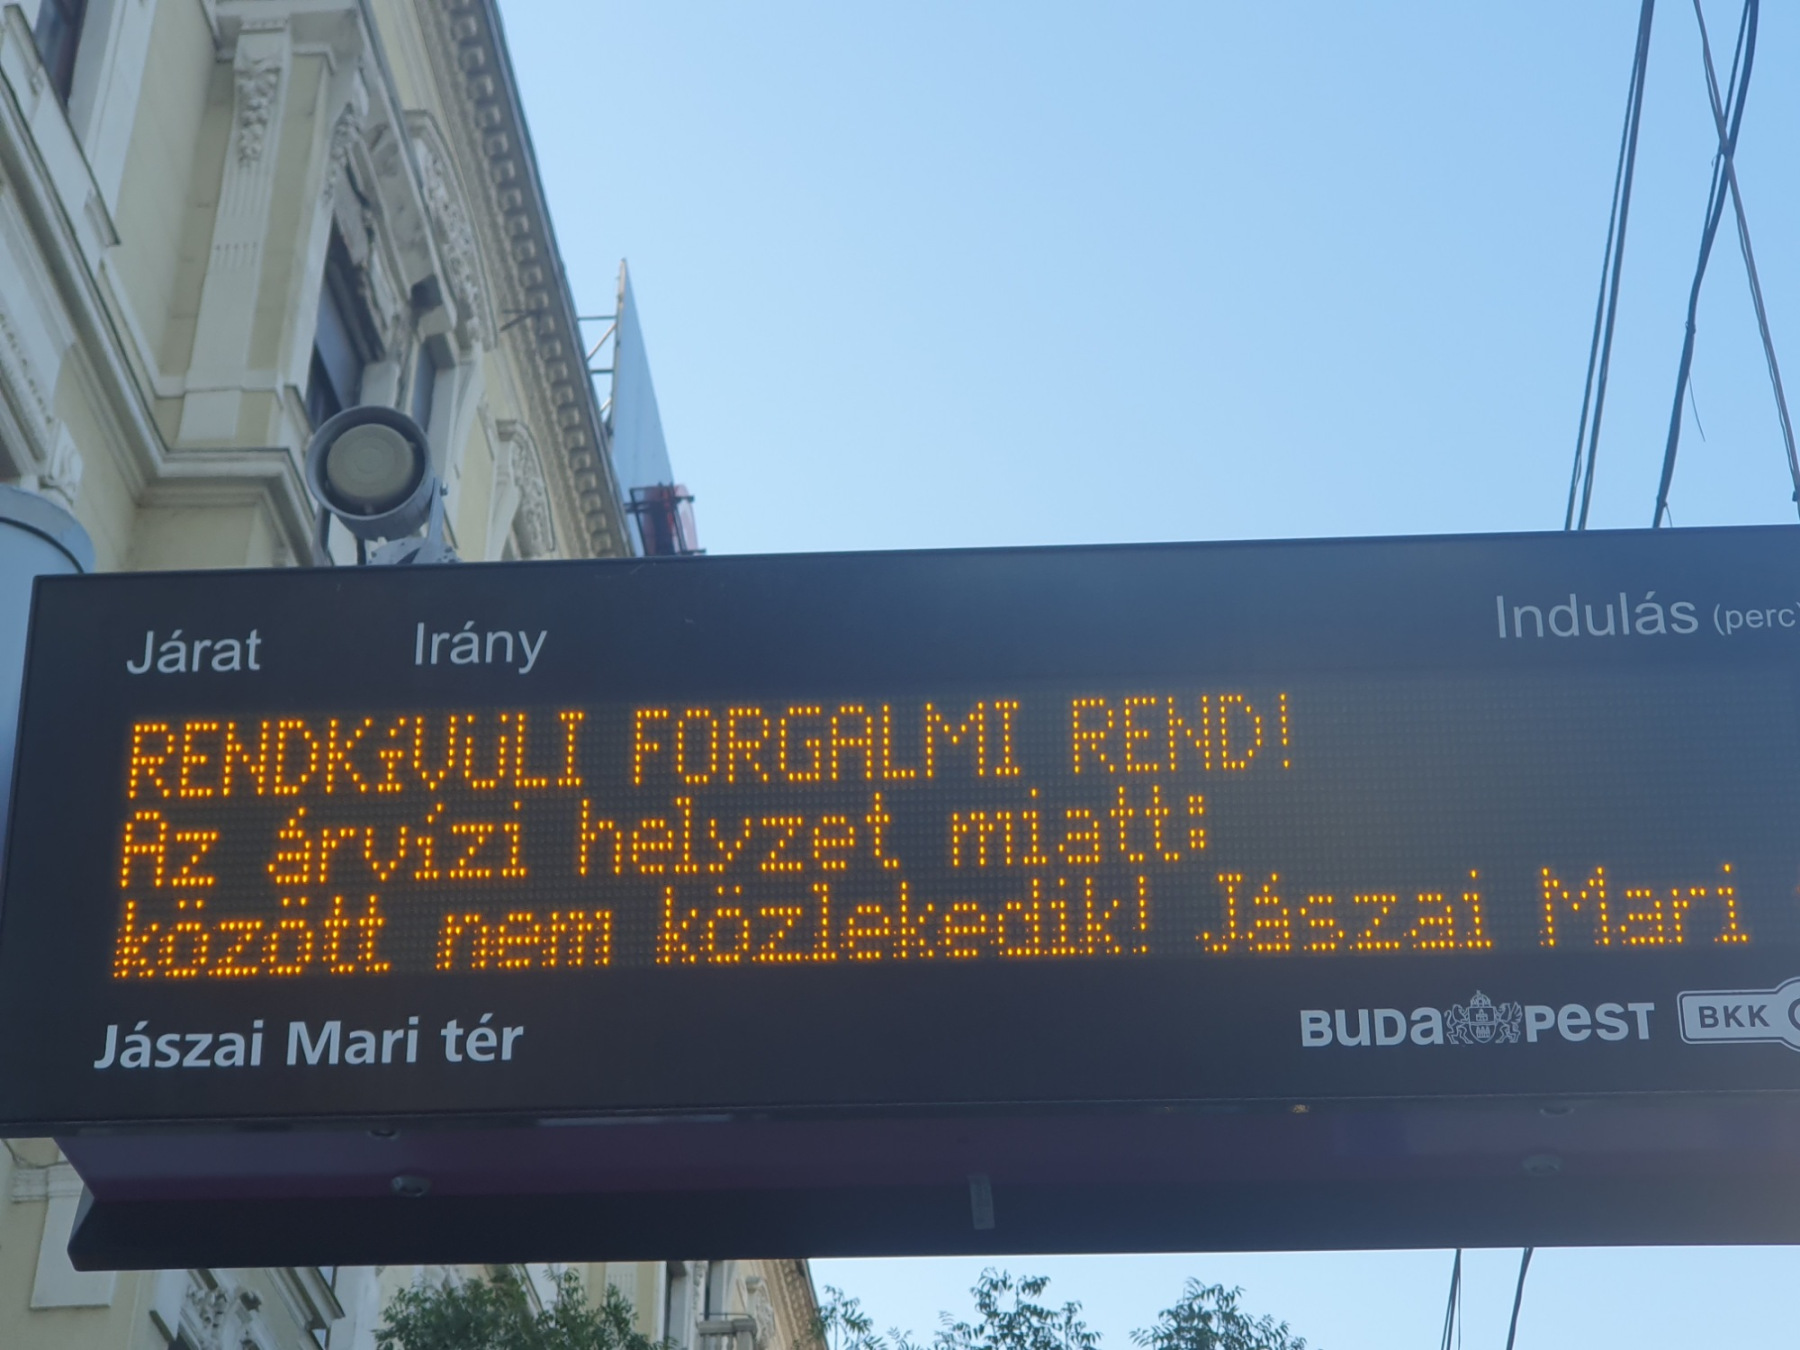 Járat Irány Indulás (perc)
RENDKíVÜLI FORGALMI REND!
Az árvízi helyzet miatt:
között nem közlekedik! Jászai Mari
Jászai Mari tér BUDAPEST BKK